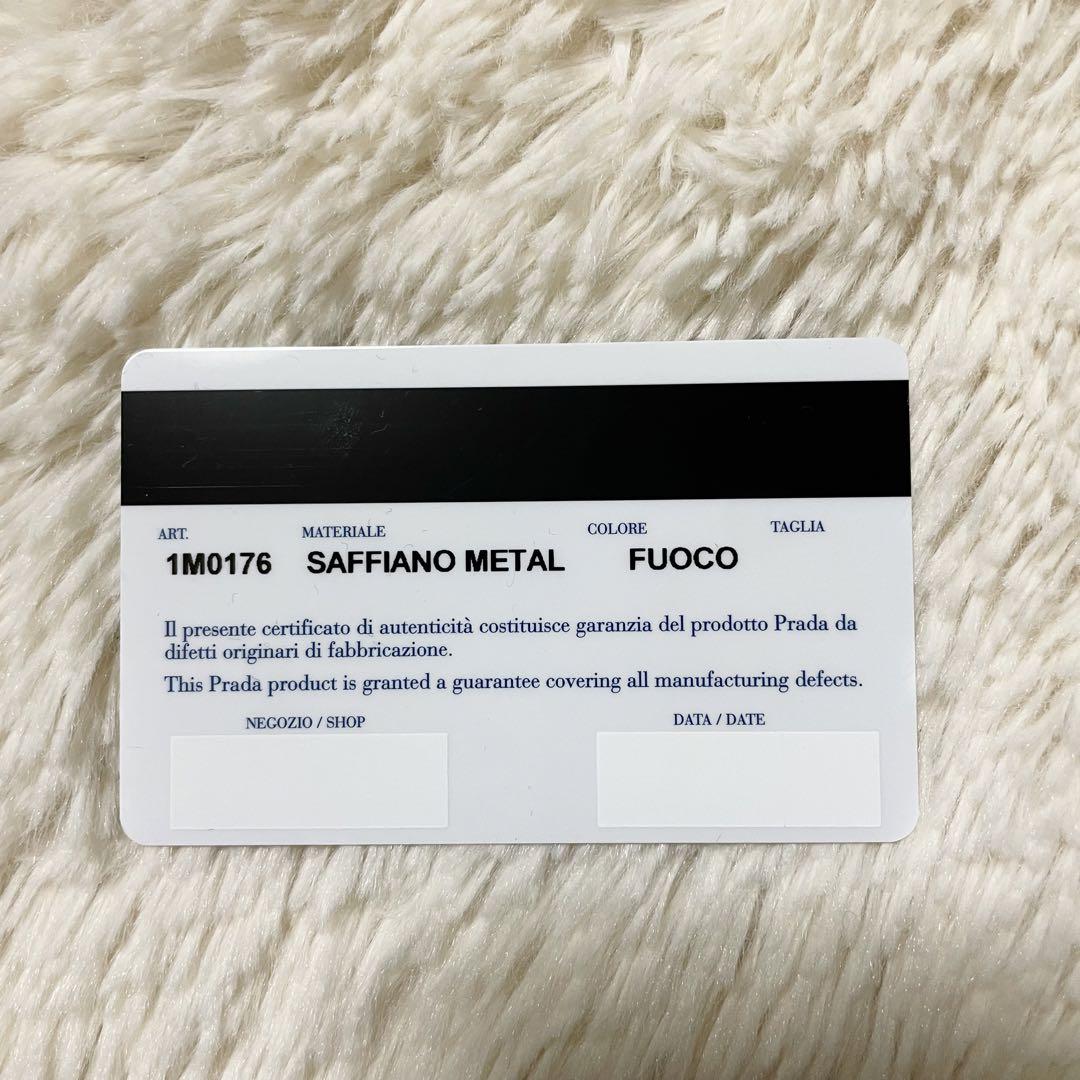 ART. MATERIALE COLORE TAGLIA
1M0176 SAFFIANO METAL FUOCO
Il presente certificato di autenticità costituisce garanzia del prodotto Prada da
difetti originari di fabbricazione.
This Prada product is granted a guarantee covering all manufacturing defects.
NEGOZIO / SHOP DATA / DATE